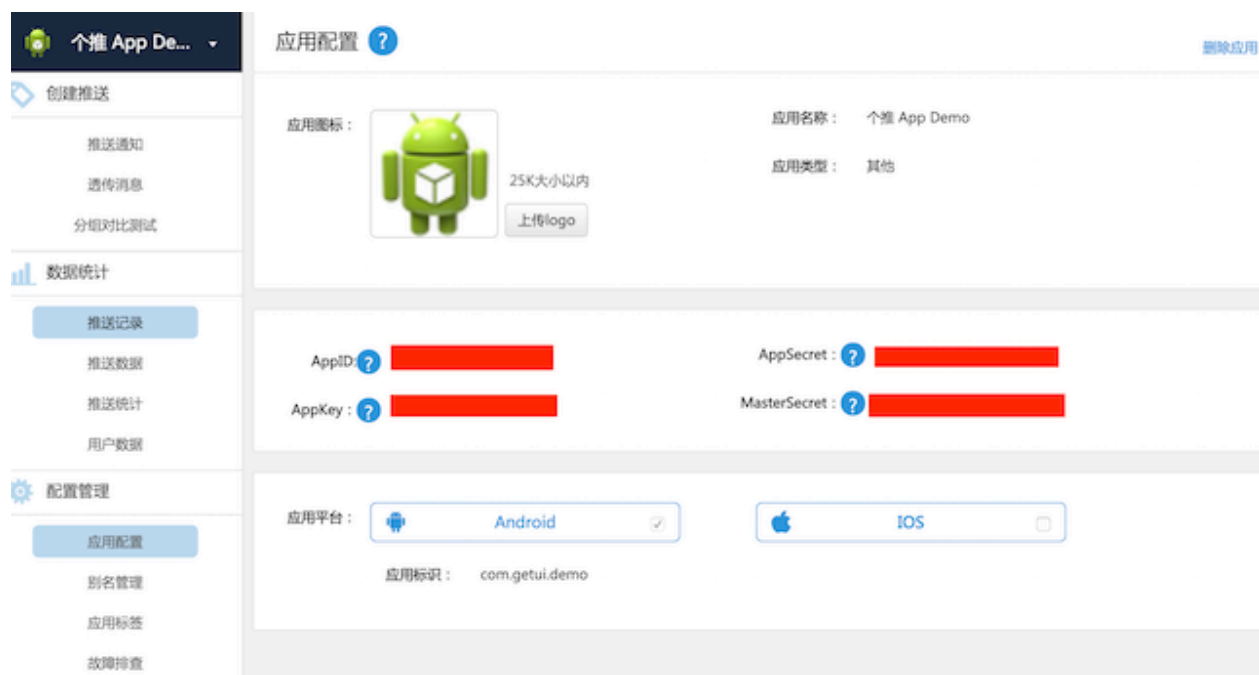 个推 App De...
创建推送
推送通知
透传消息
分组对比测试
数据统计
推送记录
推送数据
推送统计
用户数据
配置管理
应用配置
别名管理
应用标签
故障排查
应用配置 ?
删除应用
应用图标：
25K大小以内
上传logo
应用名称： 个推 App Demo
应用类型： 其他
AppID: ?
AppSecret : ?
AppKey : ?
MasterSecret : ?
应用平台： Android IOS
应用标识： com.getui.demo